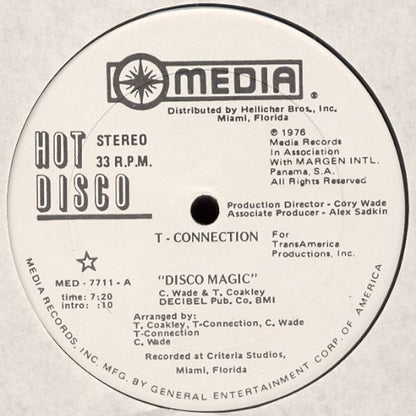 MEDIA ®
Distributed by Heilicher Bros., Inc.
Miami, Florida
HOT
DISCO
STEREO
33 R.P.M.
℗ 1976
Media Records
In Association
With MARGEN INTL.
Panama, S.A.
All Rights Reserved
Production Director - Cory Wade
Associate Producer - Alex Sadkin
T - CONNECTION
For
TransAmerica
Productions, Inc.
MED - 7711 - A
time: 7:20
intro: :10
"DISCO MAGIC"
C. Wade & T. Coakley
DECIBEL Pub. Co. BMI
Arranged by:
T. Coakley, T-Connection, C. Wade
T-Connection
C. Wade
Recorded at Criteria Studios,
Miami, Florida
MEDIA RECORDS, INC. MFG. BY GENERAL ENTERTAINMENT CORP. OF AMERICA